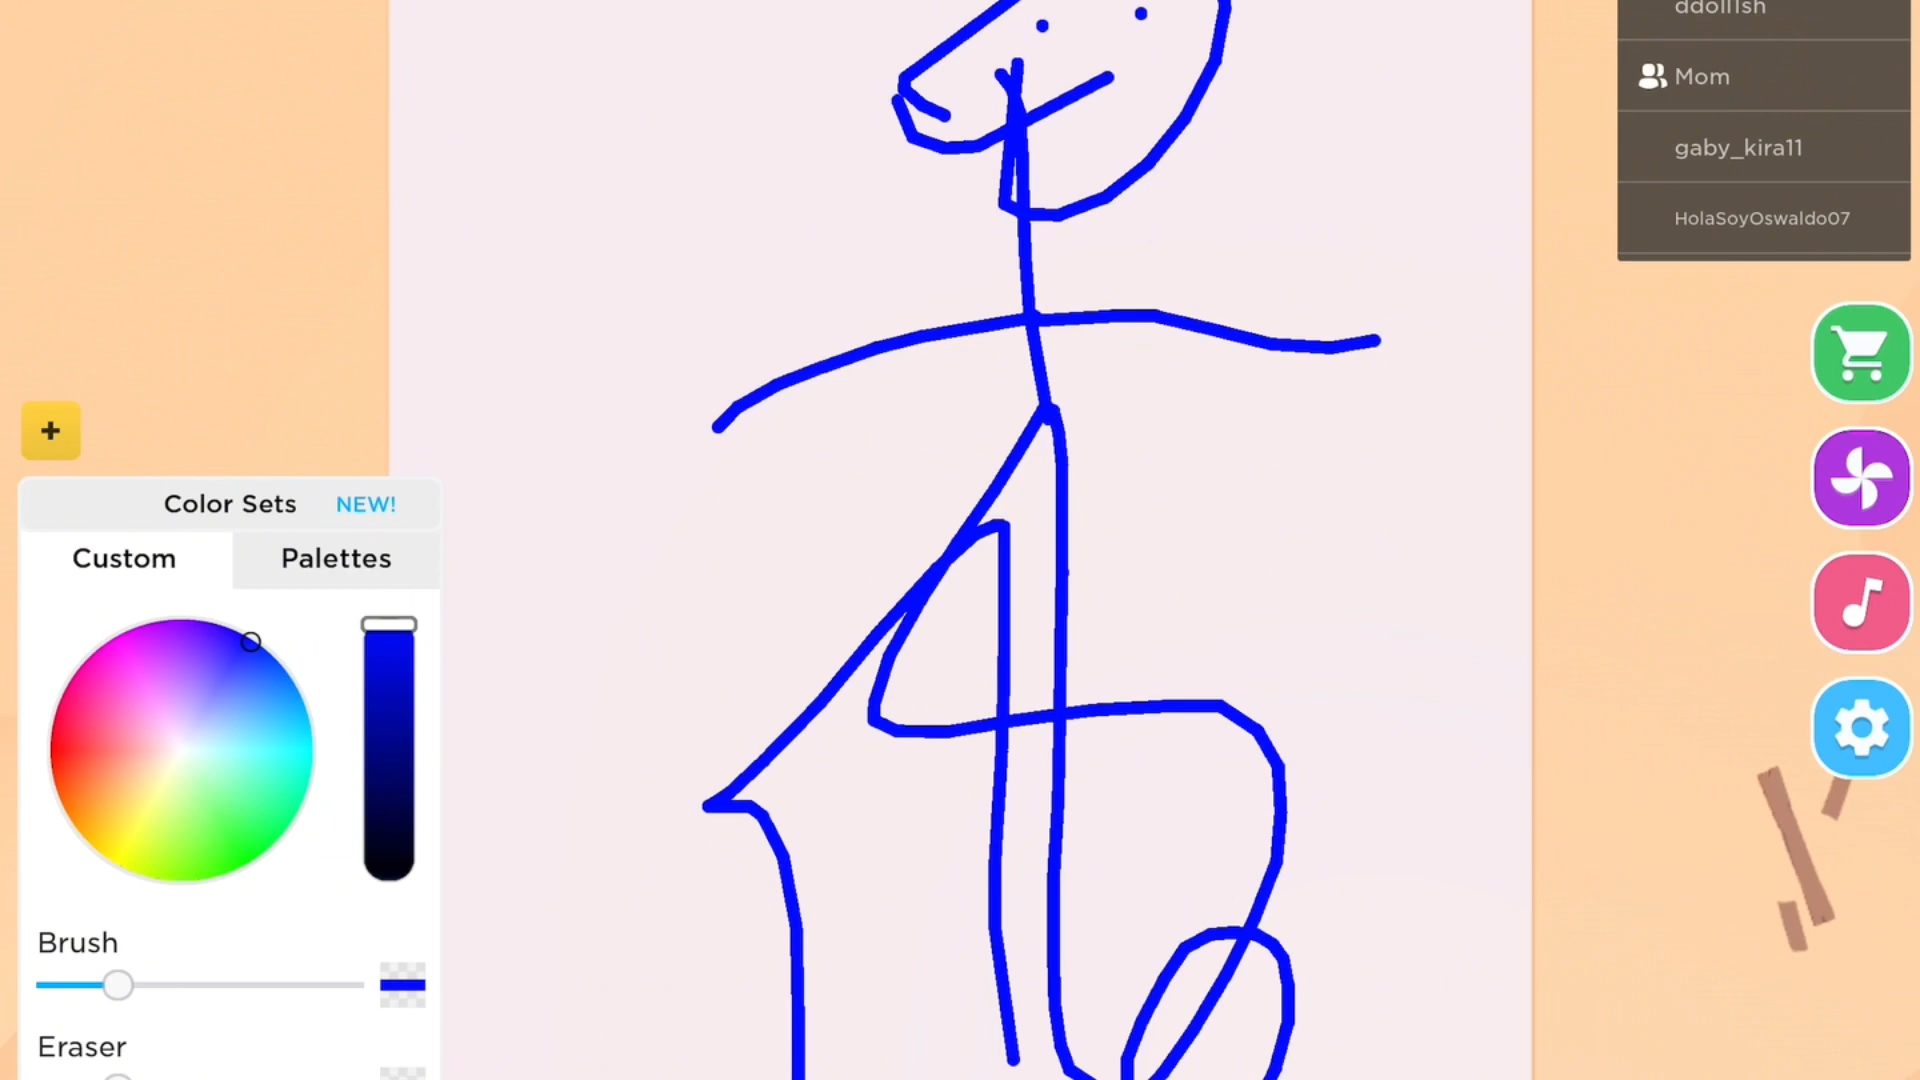 Mom
gaby_kira11
HolaSoyOswaldo07
+
Color Sets NEW!
Custom Palettes
Brush
Eraser